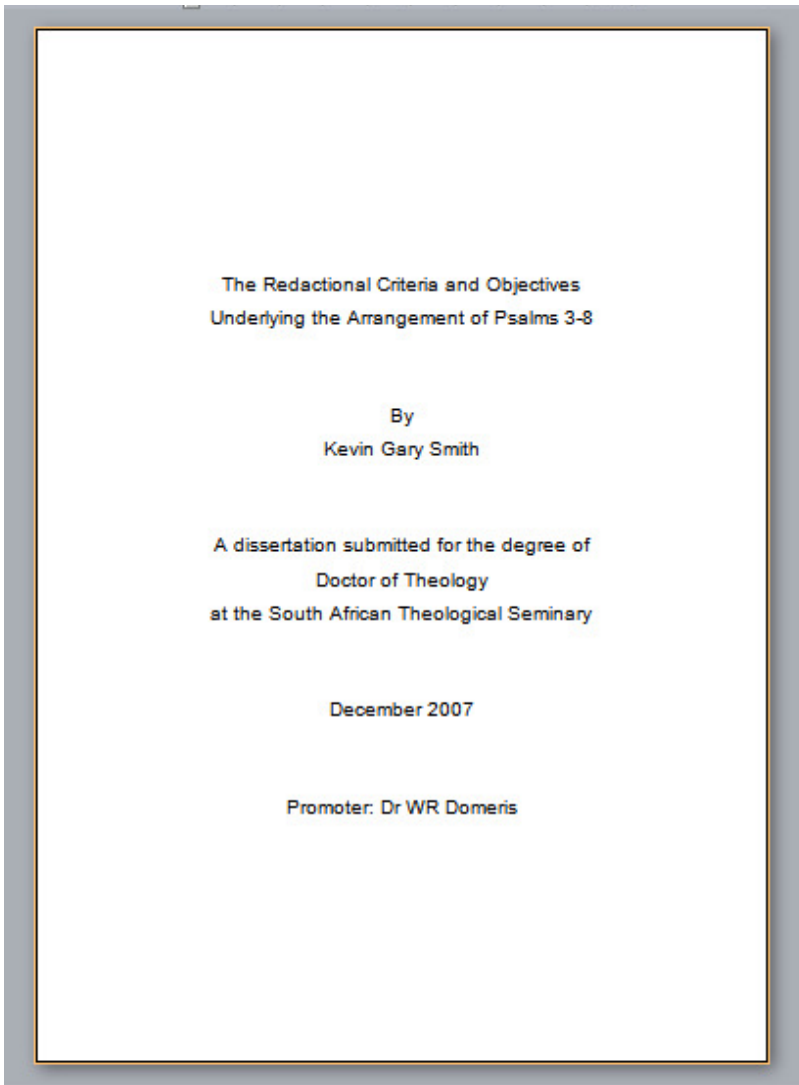 The Redactional Criteria and Objectives
Underlying the Arrangement of Psalms 3-8
By
Kevin Gary Smith
A dissertation submitted for the degree of
Doctor of Theology
at the South African Theological Seminary
December 2007
Promoter: Dr WR Domeris